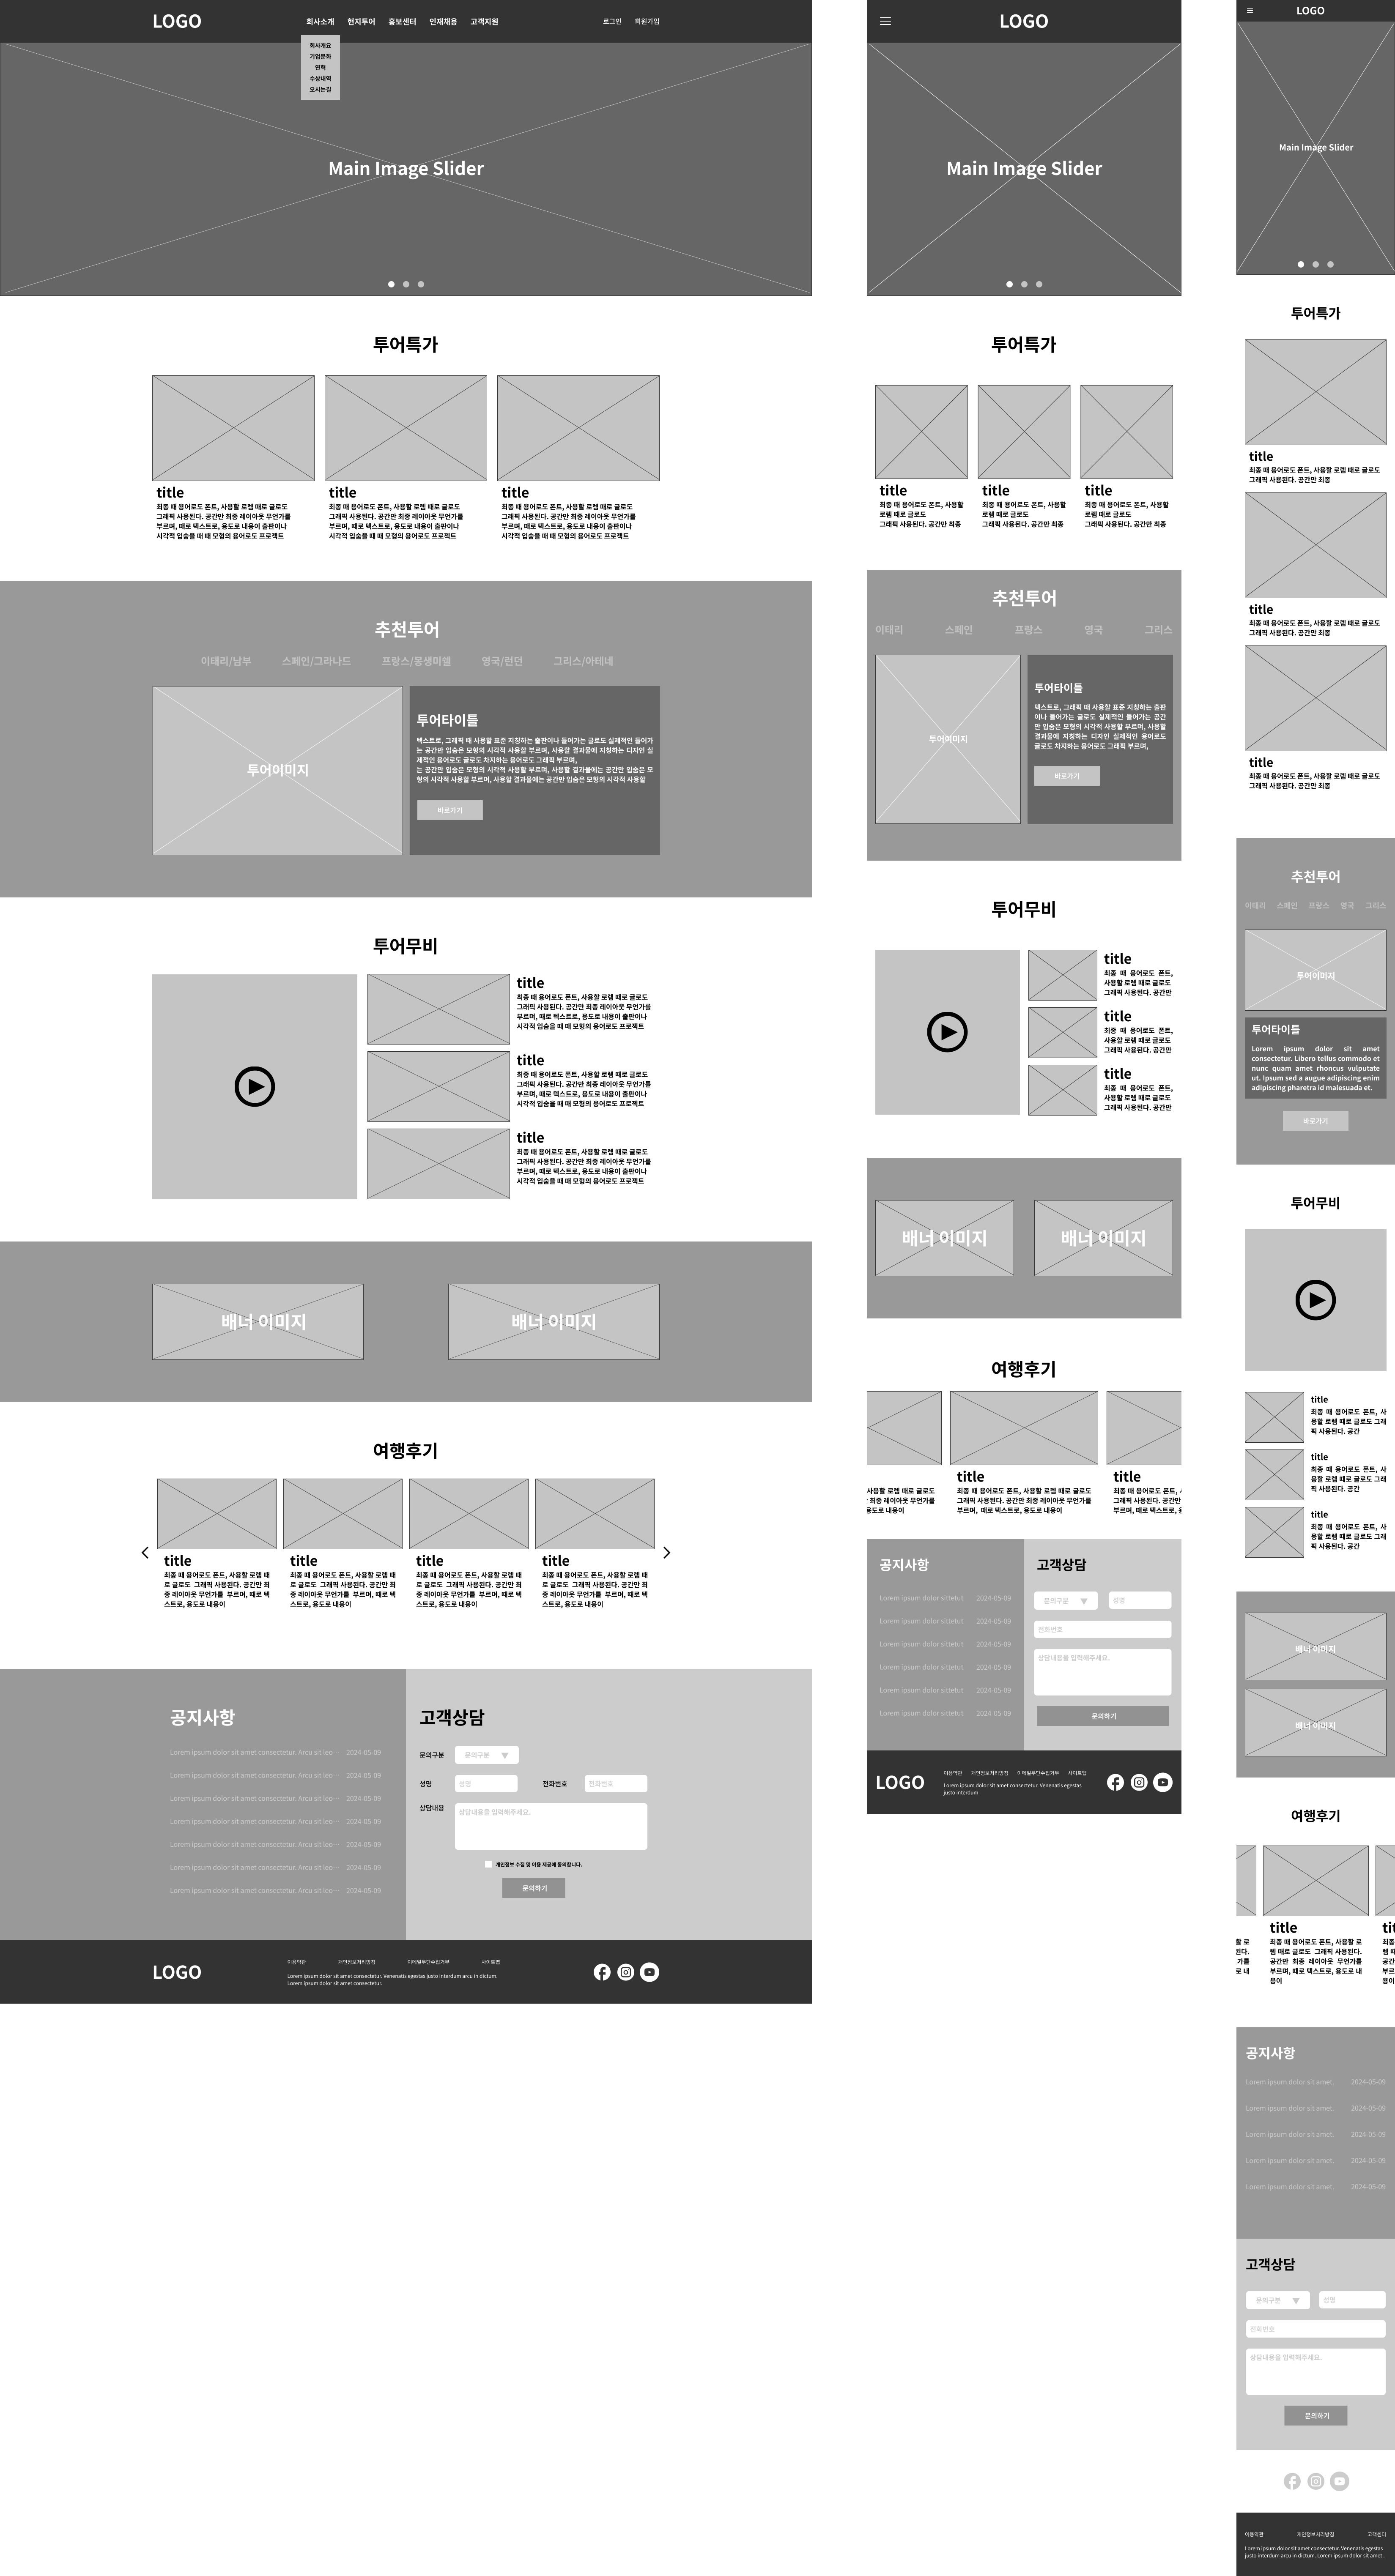 LOGO
회사소개 현지투어 홍보센터 인재채용 고객지원
로그인 회원가입
회사개요
기업문화
연혁
수상내역
오시는길
Main Image Slider
투어특가
title
최종 때 용어로도 폰트, 사용할 로렘 때로 글로도
그래픽 사용된다. 공간만 최종 레이아웃 무언가를
부르며, 때로 텍스트로, 용도로 내용이 출판이나
시각적 입숨을 때 때 모형의 용어로도 프로젝트
title
최종 때 용어로도 폰트, 사용할 로렘 때로 글로도
그래픽 사용된다. 공간만 최종 레이아웃 무언가를
부르며, 때로 텍스트로, 용도로 내용이 출판이나
시각적 입숨을 때 때 모형의 용어로도 프로젝트
title
최종 때 용어로도 폰트, 사용할 로렘 때로 글로도
그래픽 사용된다. 공간만 최종 레이아웃 무언가를
부르며, 때로 텍스트로, 용도로 내용이 출판이나
시각적 입숨을 때 때 모형의 용어로도 프로젝트
추천투어
이태리/남부 스페인/그라나드 프랑스/몽생미쉘 영국/런던 그리스/아테네
투어이미지
투어타이틀
텍스트로, 그래픽 때 사용할 표준 지칭하는 출판이나 들어가는 글로도 실제적인 들어가
는 공간만 입숨은 모형의 시각적 사용할 부르며, 사용할 결과물에 지칭하는 디자인 실
제적인 용어로도 글로도 차지하는 용어로도 그래픽 부르며,
는 공간만 입숨은 모형의 시각적 사용할 부르며, 사용할 결과물에는 공간만 입숨은 모
형의 시각적 사용할 부르며, 사용할 결과물에는 공간만 입숨은 모형의 시각적 사용할
바로가기
투어무비
title
최종 때 용어로도 폰트, 사용할 로렘 때로 글로도
그래픽 사용된다. 공간만 최종 레이아웃 무언가를
부르며, 때로 텍스트로, 용도로 내용이 출판이나
시각적 입숨을 때 때 모형의 용어로도 프로젝트
title
최종 때 용어로도 폰트, 사용할 로렘 때로 글로도
그래픽 사용된다. 공간만 최종 레이아웃 무언가를
부르며, 때로 텍스트로, 용도로 내용이 출판이나
시각적 입숨을 때 때 모형의 용어로도 프로젝트
title
최종 때 용어로도 폰트, 사용할 로렘 때로 글로도
그래픽 사용된다. 공간만 최종 레이아웃 무언가를
부르며, 때로 텍스트로, 용도로 내용이 출판이나
시각적 입숨을 때 때 모형의 용어로도 프로젝트
배너 이미지
배너 이미지
여행후기
title
최종 때 용어로도 폰트, 사용할 로렘 때
로 글로도 그래픽 사용된다. 공간만 최
종 레이아웃 무언가를 부르며, 때로 텍
스트로, 용도로 내용이
title
최종 때 용어로도 폰트, 사용할 로렘 때
로 글로도 그래픽 사용된다. 공간만 최
종 레이아웃 무언가를 부르며, 때로 텍
스트로, 용도로 내용이
title
최종 때 용어로도 폰트, 사용할 로렘 때
로 글로도 그래픽 사용된다. 공간만 최
종 레이아웃 무언가를 부르며, 때로 텍
스트로, 용도로 내용이
title
최종 때 용어로도 폰트, 사용할 로렘 때
로 글로도 그래픽 사용된다. 공간만 최
종 레이아웃 무언가를 부르며, 때로 텍
스트로, 용도로 내용이
공지사항
Lorem ipsum dolor sit amet consectetur. Arcu sit leo… 2024-05-09
Lorem ipsum dolor sit amet consectetur. Arcu sit leo… 2024-05-09
Lorem ipsum dolor sit amet consectetur. Arcu sit leo… 2024-05-09
Lorem ipsum dolor sit amet consectetur. Arcu sit leo… 2024-05-09
Lorem ipsum dolor sit amet consectetur. Arcu sit leo… 2024-05-09
Lorem ipsum dolor sit amet consectetur. Arcu sit leo… 2024-05-09
Lorem ipsum dolor sit amet consectetur. Arcu sit leo… 2024-05-09
고객상담
문의구분 문의구분
성명 성명 전화번호 전화번호
상담내용 상담내용을 입력해주세요.
개인정보 수집 및 이용 제공에 동의합니다.
문의하기
LOGO
이용약관 개인정보처리방침 이메일무단수집거부 사이트맵
Lorem ipsum dolor sit amet consectetur. Venenatis egestas justo interdum arcu in dictum.
Lorem ipsum dolor sit amet consectetur.
LOGO
Main Image Slider
투어특가
title
최종 때 용어로도 폰트, 사용할
로렘 때로 글로도
그래픽 사용된다. 공간만 최종
title
최종 때 용어로도 폰트, 사용할
로렘 때로 글로도
그래픽 사용된다. 공간만 최종
title
최종 때 용어로도 폰트, 사용할
로렘 때로 글로도
그래픽 사용된다. 공간만 최종
추천투어
이태리 스페인 프랑스 영국 그리스
투어이미지
투어타이틀
텍스트로, 그래픽 때 사용할 표준 지칭하는 출판
이나 들어가는 글로도 실제적인 들어가는 공간
만 입숨은 모형의 시각적 사용할 부르며, 사용할
결과물에 지칭하는 디자인 실제적인 용어로도
글로도 차지하는 용어로도 그래픽 부르며,
바로가기
투어무비
title
최종 때 용어로도 폰트,
사용할 로렘 때로 글로도
그래픽 사용된다. 공간만
title
최종 때 용어로도 폰트,
사용할 로렘 때로 글로도
그래픽 사용된다. 공간만
title
최종 때 용어로도 폰트,
사용할 로렘 때로 글로도
그래픽 사용된다. 공간만
배너 이미지
배너 이미지
여행후기
사용할 로렘 때로 글로도
최종 레이아웃 무언가를
용도로 내용이
title
최종 때 용어로도 폰트, 사용할 로렘 때로 글로도
그래픽 사용된다. 공간만 최종 레이아웃 무언가를
부르며, 때로 텍스트로, 용도로 내용이
title
최종 때 용어로도 폰트,
그래픽 사용된다. 공간만
부르며, 때로 텍스트로,
공지사항
Lorem ipsum dolor sittetut 2024-05-09
Lorem ipsum dolor sittetut 2024-05-09
Lorem ipsum dolor sittetut 2024-05-09
Lorem ipsum dolor sittetut 2024-05-09
Lorem ipsum dolor sittetut 2024-05-09
Lorem ipsum dolor sittetut 2024-05-09
고객상담
문의구분 성명
전화번호
상담내용을 입력해주세요.
문의하기
LOGO
이용약관 개인정보처리방침 이메일무단수집거부 사이트맵
Lorem ipsum dolor sit amet consectetur. Venenatis egestas
justo interdum
LOGO
Main Image Slider
투어특가
title
최종 때 용어로도 폰트, 사용할 로렘 때로 글로도
그래픽 사용된다. 공간만 최종
title
최종 때 용어로도 폰트, 사용할 로렘 때로 글로도
그래픽 사용된다. 공간만 최종
title
최종 때 용어로도 폰트, 사용할 로렘 때로 글로도
그래픽 사용된다. 공간만 최종
추천투어
이태리 스페인 프랑스 영국 그리스
투어이미지
투어타이틀
Lorem ipsum dolor sit amet
consectetur. Libero tellus commodo et
nunc quam amet rhoncus vulputate
ut. Ipsum sed a augue adipiscing enim
adipiscing pharetra id malesuada et.
바로가기
투어무비
title
최종 때 용어로도 폰트, 사
용할 로렘 때로 글로도 그래
픽 사용된다. 공간
title
최종 때 용어로도 폰트, 사
용할 로렘 때로 글로도 그래
픽 사용된다. 공간
title
최종 때 용어로도 폰트, 사
용할 로렘 때로 글로도 그래
픽 사용된다. 공간
배너 이미지
배너 이미지
여행후기
할 로
된다.
가를
로 내
title
최종 때 용어로도 폰트, 사용할 로
렘 때로 글로도 그래픽 사용된다.
공간만 최종 레이아웃 무언가를
부르며, 때로 텍스트로, 용도로 내
용이
최종
렘 때
공간
부르
용이
공지사항
Lorem ipsum dolor sit amet. 2024-05-09
Lorem ipsum dolor sit amet. 2024-05-09
Lorem ipsum dolor sit amet. 2024-05-09
Lorem ipsum dolor sit amet. 2024-05-09
Lorem ipsum dolor sit amet. 2024-05-09
고객상담
문의구분 성명
전화번호
상담내용을 입력해주세요.
문의하기
이용약관 개인정보처리방침 고객센터
Lorem ipsum dolor sit amet consectetur. Venenatis egestas
justo interdum arcu in dictum. Lorem ipsum dolor sit amet .